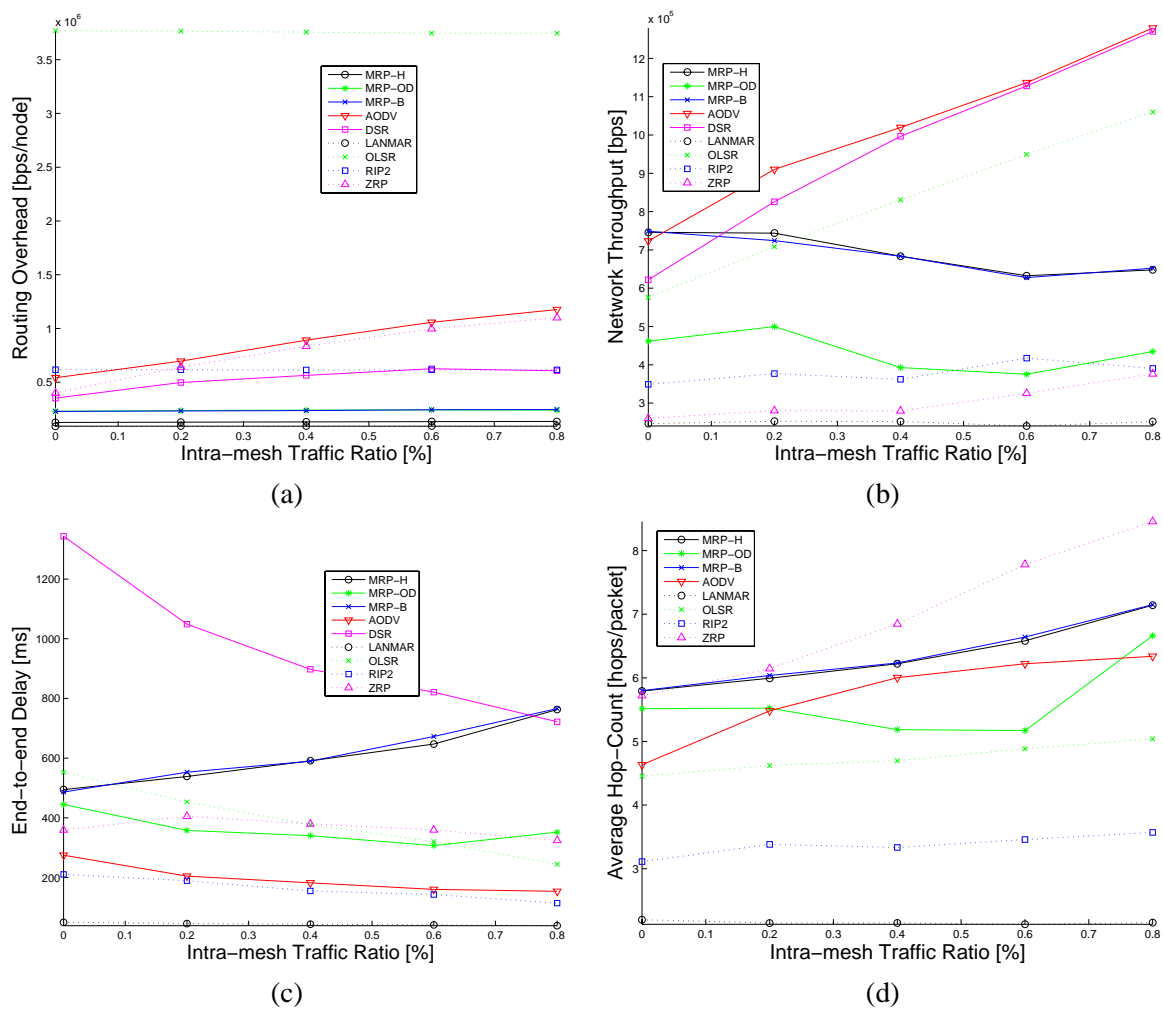 x 10^6
3.5
3
2.5
2
1.5
1
0.5
0 0.1 0.2 0.3 0.4 0.5 0.6 0.7 0.8
Routing Overhead [bps/node]
Intra-mesh Traffic Ratio [%]
MRP-H
MRP-OD
MRP-B
AODV
DSR
LANMAR
OLSR
RIP2
ZRP
(a)
x 10^5
12
11
10
9
8
7
6
5
4
3
0 0.1 0.2 0.3 0.4 0.5 0.6 0.7 0.8
Network Throughput [bps]
Intra-mesh Traffic Ratio [%]
MRP-H
MRP-OD
MRP-B
AODV
DSR
LANMAR
OLSR
RIP2
ZRP
(b)
1200
1000
800
600
400
200
0 0.1 0.2 0.3 0.4 0.5 0.6 0.7 0.8
End-to-end Delay [ms]
Intra-mesh Traffic Ratio [%]
MRP-H
MRP-OD
MRP-B
AODV
DSR
LANMAR
OLSR
RIP2
ZRP
(c)
8
7
6
5
4
3
0 0.1 0.2 0.3 0.4 0.5 0.6 0.7 0.8
Average Hop-Count [hops/packet]
Intra-mesh Traffic Ratio [%]
MRP-H
MRP-OD
MRP-B
AODV
LANMAR
OLSR
RIP2
ZRP
(d)